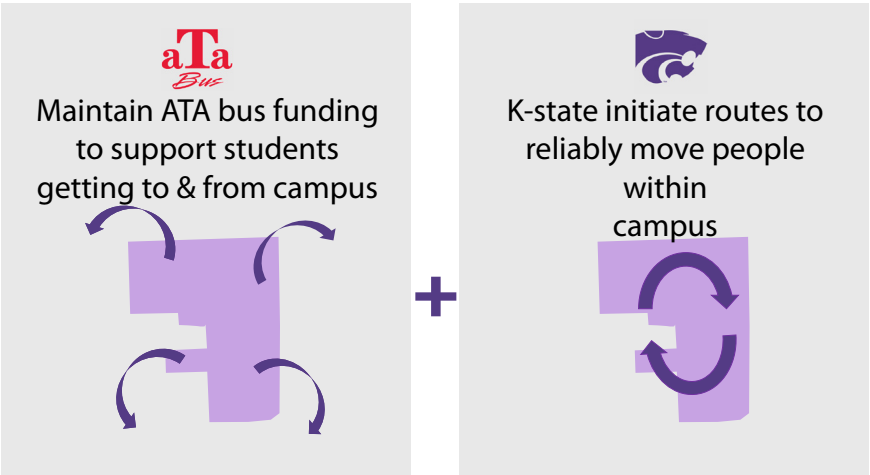 aTa
Bus
Maintain ATA bus funding
to support students
getting to & from campus
+
K-state initiate routes to
reliably move people
within
campus